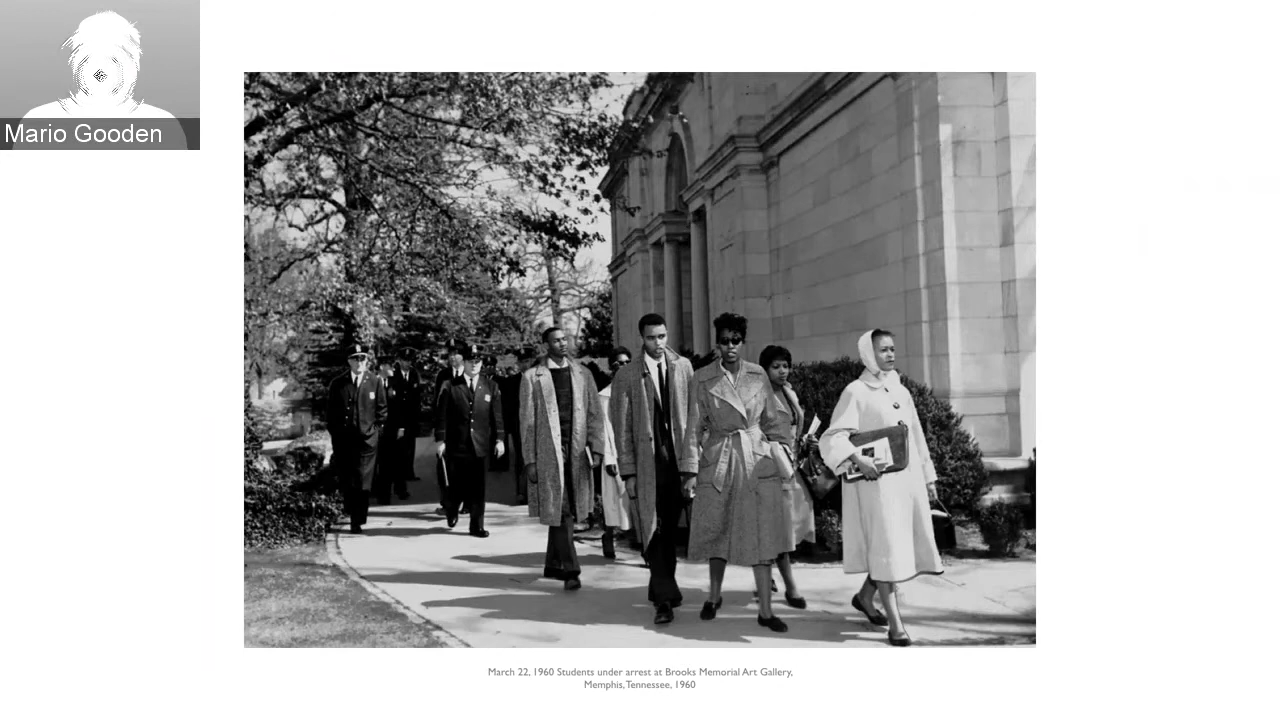 Mario Gooden
March 22, 1960 Students under arrest at Brooks Memorial Art Gallery,
Memphis, Tennessee, 1960